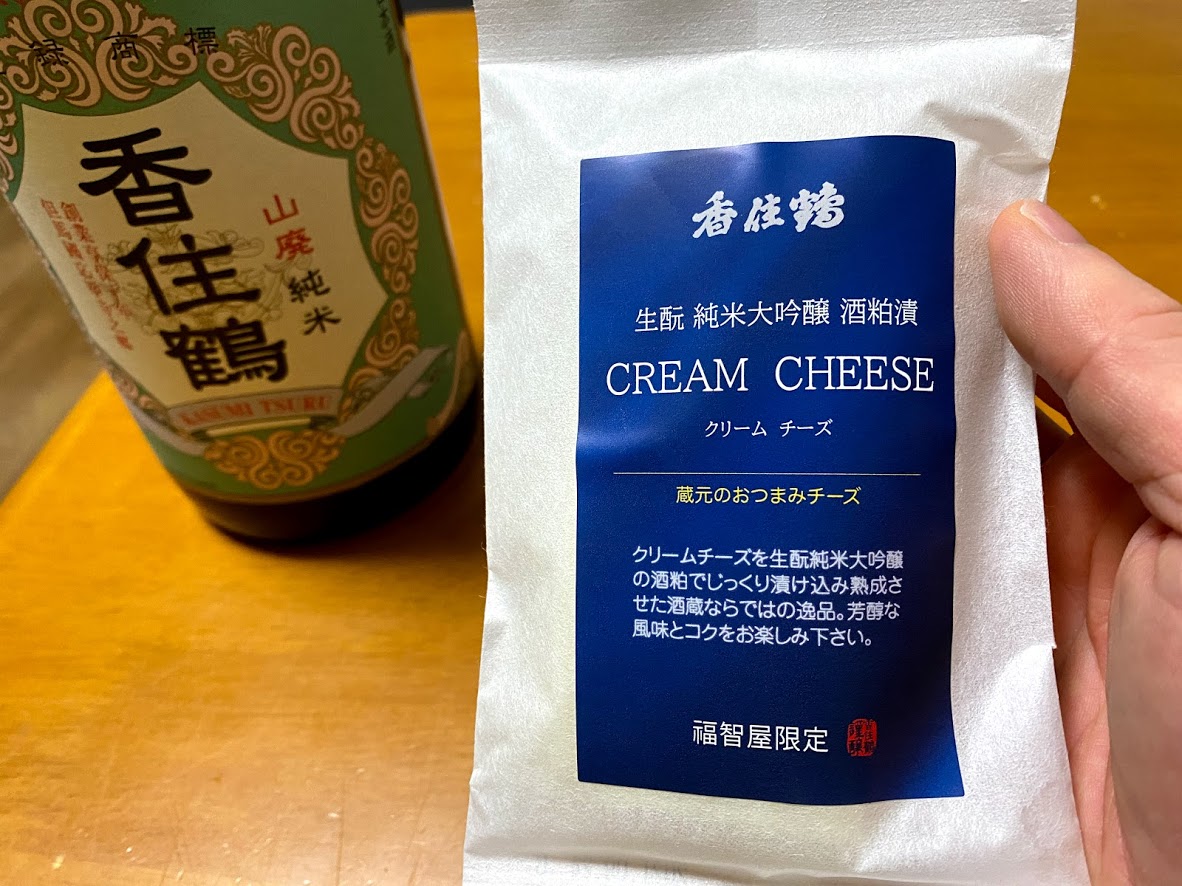 録商標
香住鶴
山廃
純米
KASUMI TSURU
香住鶴
生酛 純米大吟醸 酒粕漬
CREAM CHEESE
クリーム チーズ
蔵元のおつまみチーズ
クリームチーズを生酛純米大吟醸
の酒粕でじっくり漬け込み熟成さ
せた酒蔵ならではの逸品。芳醇な
風味とコクをお楽しみ下さい。
福智屋限定